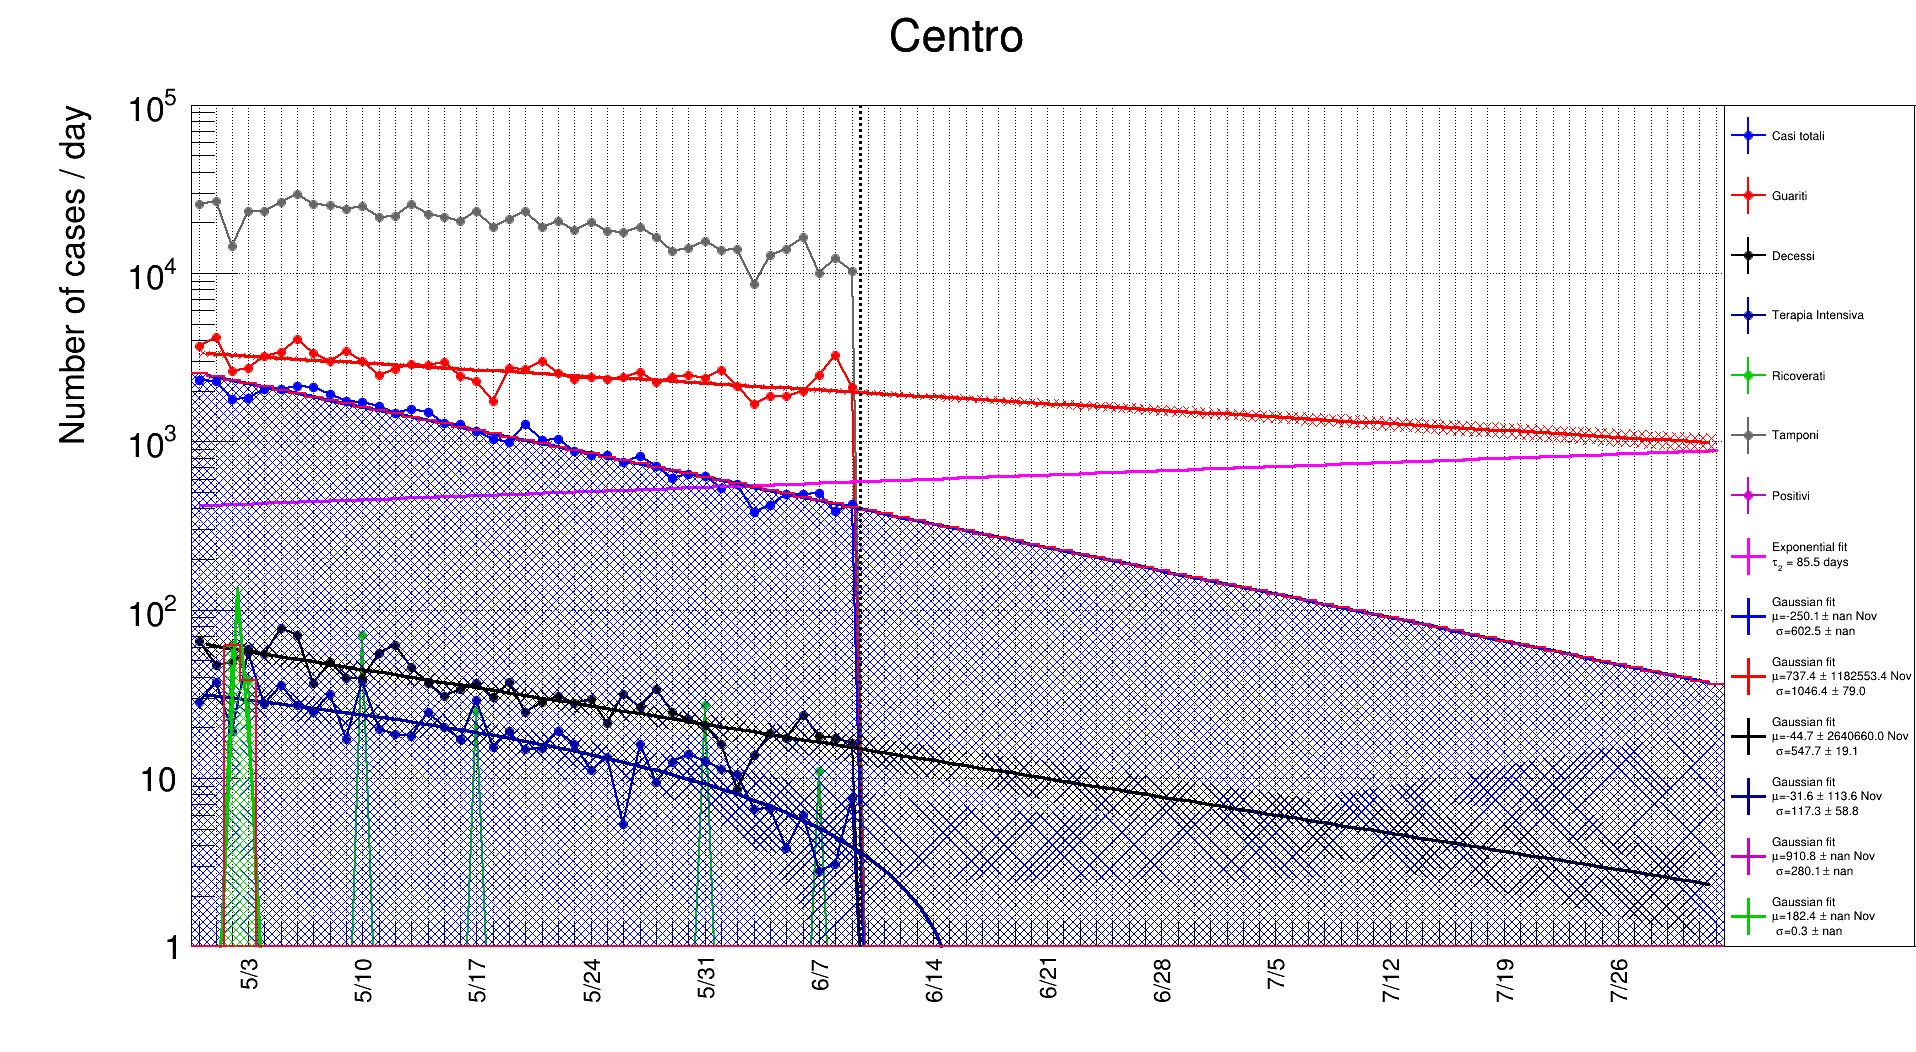 Centro
Number of cases / day
10^5
10^4
10^3
10^2
10
1
5/3
5/10
5/17
5/24
5/31
6/7
6/14
6/21
6/28
7/5
7/12
7/19
7/26
Casi totali
Guariti
Decessi
Terapia Intensiva
Ricoverati
Tamponi
Positivi
Exponential fit
τ₂ = 85.5 days
Gaussian fit
μ=-250.1 ± nan Nov
σ=602.5 ± nan
Gaussian fit
μ=737.4 ± 1182553.4 Nov
σ=1046.4 ± 79.0
Gaussian fit
μ=-44.7 ± 2640660.0 Nov
σ=547.7 ± 19.1
Gaussian fit
μ=-31.6 ± 113.6 Nov
σ=117.3 ± 58.8
Gaussian fit
μ=910.8 ± nan Nov
σ=280.1 ± nan
Gaussian fit
μ=182.4 ± nan Nov
σ=0.3 ± nan